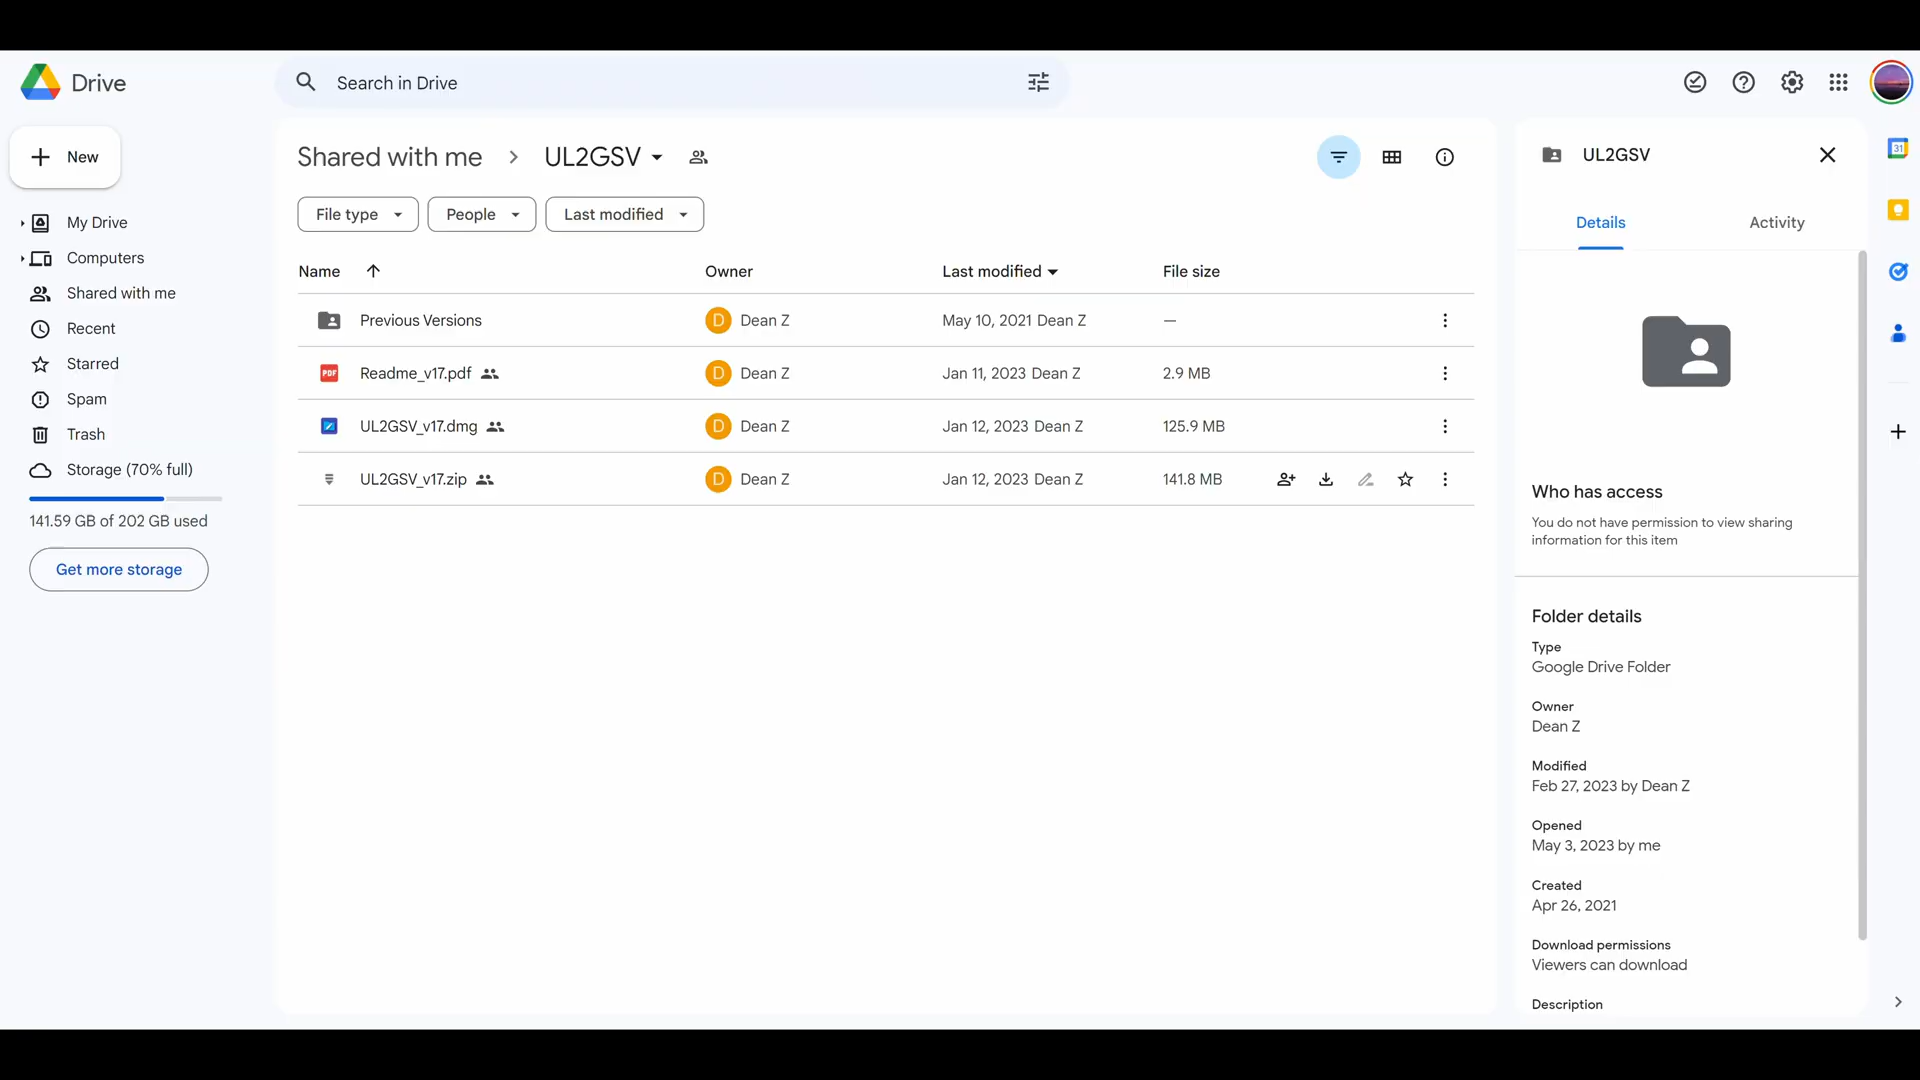 Drive
Search in Drive
New
My Drive
Computers
Shared with me
Recent
Starred
Spam
Trash
Storage (70% full)
141.59 GB of 202 GB used
Get more storage
Shared with me
UL2GSV
File type
People
Last modified
Name
Owner
Last modified
File size
Previous Versions
D
Dean Z
May 10, 2021 Dean Z
—
PDF
Readme_v17.pdf
D
Dean Z
Jan 11, 2023 Dean Z
2.9 MB
UL2GSV_v17.dmg
D
Dean Z
Jan 12, 2023 Dean Z
125.9 MB
UL2GSV_v17.zip
D
Dean Z
Jan 12, 2023 Dean Z
141.8 MB
UL2GSV
Details
Activity
Who has access
You do not have permission to view sharing
information for this item
Folder details
Type
Google Drive Folder
Owner
Dean Z
Modified
Feb 27, 2023 by Dean Z
Opened
May 3, 2023 by me
Created
Apr 26, 2021
Download permissions
Viewers can download
Description
31